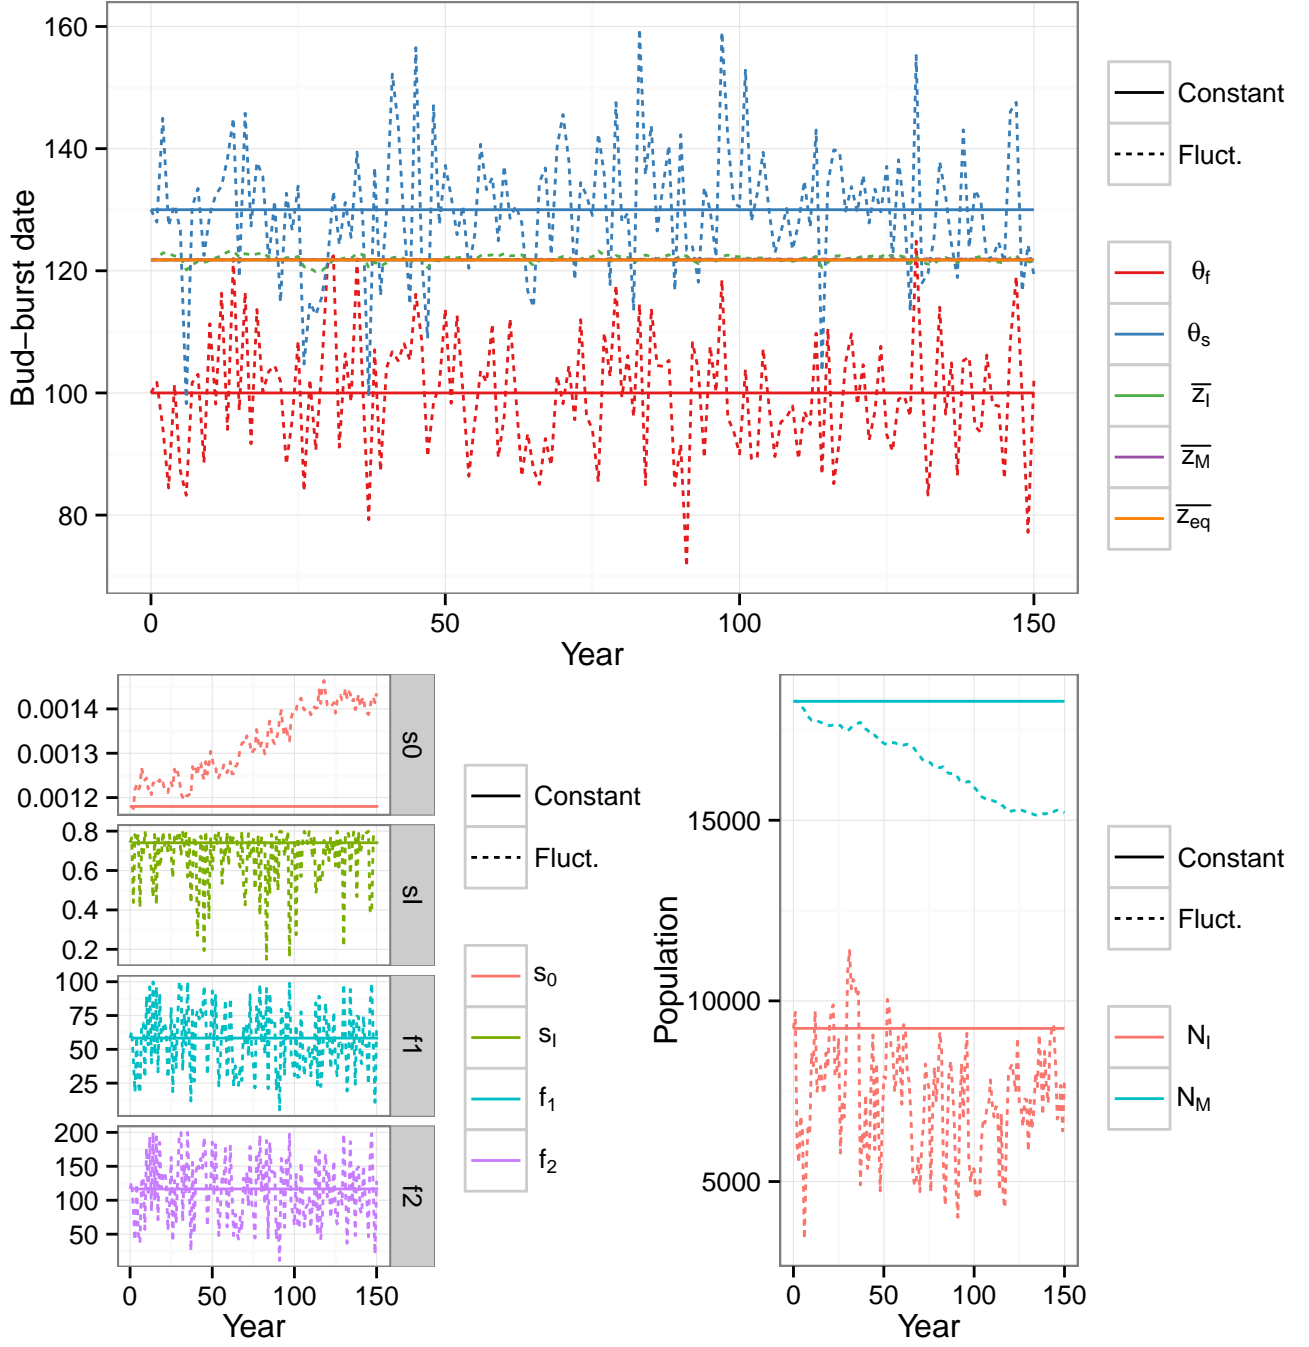 160
140
120
100
80
Bud−burst date
0 50 100 150
Year
Constant
Fluct.
θf
θs
zI
zM
zeq
0.0014
0.0013
0.0012
s0
0.8
0.6
0.4
0.2
sI
100
75
50
25
f1
200
150
100
50
f2
0 50 100 150
Year
Constant
Fluct.
s0
sI
f1
f2
15000
10000
5000
Population
0 50 100 150
Year
Constant
Fluct.
NI
NM